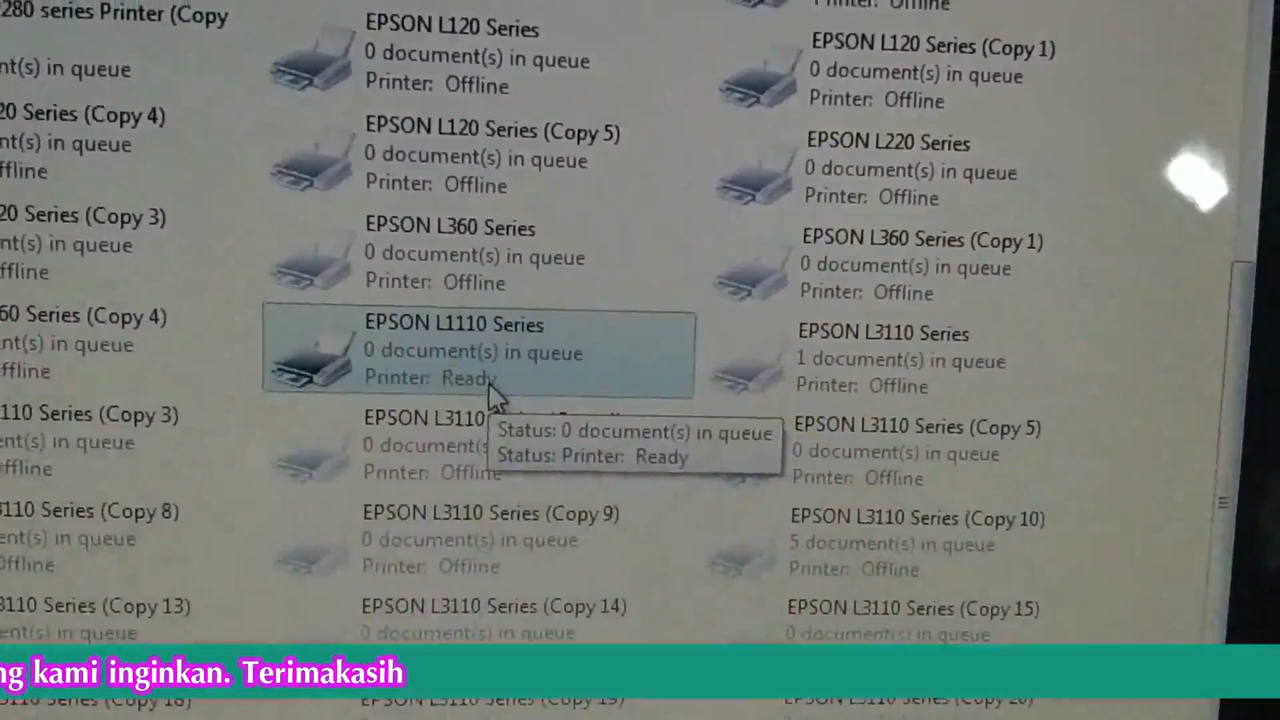 280 series Printer (Copy
nt(s) in queue
20 Series (Copy 4)
nt(s) in queue
ffline
20 Series (Copy 3)
nt(s) in queue
ffline
60 Series (Copy 4)
nt(s) in queue
ffline
110 Series (Copy 3)
ent(s) in queue
ffline
3110 Series (Copy 8)
ent(s) in queue
Offline
3110 Series (Copy 13)
ent(s) in queue
EPSON L120 Series
0 document(s) in queue
Printer: Offline
EPSON L120 Series (Copy 5)
0 document(s) in queue
Printer: Offline
EPSON L360 Series
0 document(s) in queue
Printer: Offline
EPSON L1110 Series
0 document(s) in queue
Printer: Ready
EPSON L3110
0 document(s
Printer: Offline
Status: 0 document(s) in queue
Status: Printer: Ready
EPSON L3110 Series (Copy 9)
0 document(s) in queue
Printer: Offline
EPSON L3110 Series (Copy 14)
0 document(s) in queue
Printer: Offline
EPSON L120 Series (Copy 1)
0 document(s) in queue
Printer: Offline
EPSON L220 Series
0 document(s) in queue
Printer: Offline
EPSON L360 Series (Copy 1)
0 document(s) in queue
Printer: Offline
EPSON L3110 Series
1 document(s) in queue
Printer: Offline
EPSON L3110 Series (Copy 5)
0 document(s) in queue
Printer: Offline
EPSON L3110 Series (Copy 10)
5 document(s) in queue
Printer: Offline
EPSON L3110 Series (Copy 15)
0 document(s) in queue
ng kami inginkan. Terimakasih